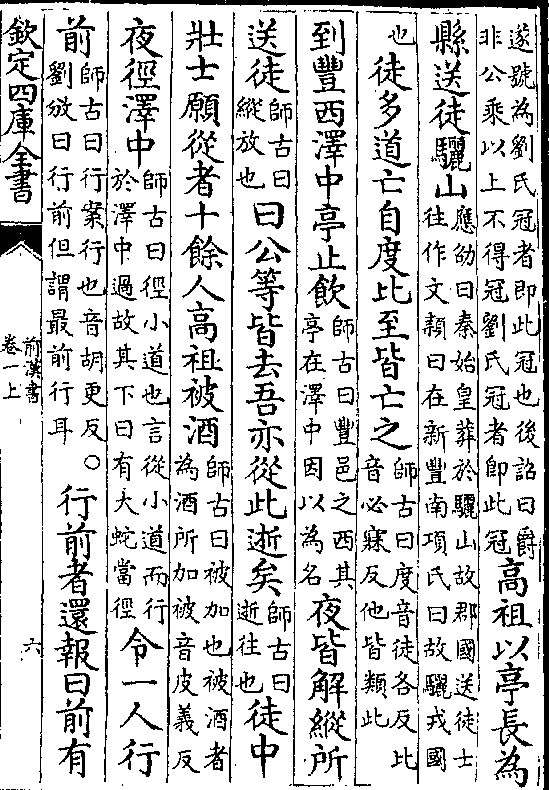 遂號為劉氏冠者即此冠也後詔曰爵非公乘以上不得冠劉氏冠者即此冠高祖以亭長為
縣送徒驪山應劭曰秦始皇葬於驪山故郡國送徒士往作文頴曰在新豐南項氏曰故驪戎國
也徒多道亡自度比至皆亡之師古曰度音徒各反比音必寐反他皆類此
到豐西澤中亭止飲師古曰豐邑之西其亭在澤中因以為名夜皆解縱所
送徒師古曰縱放也曰公等皆去吾亦從此逝矣師古曰逝往也徒中
壯士願從者十餘人高祖被酒師古曰被加也被酒者為酒所加被音皮義反
夜徑澤中師古曰徑小道也言從小道而行於澤中過故其下曰有大蛇當徑令一人行
前師古曰行案行也音胡更反○劉攽曰行前但謂最前行耳行前者還報曰前有
欽定四庫全書
前漢書
卷一上
六